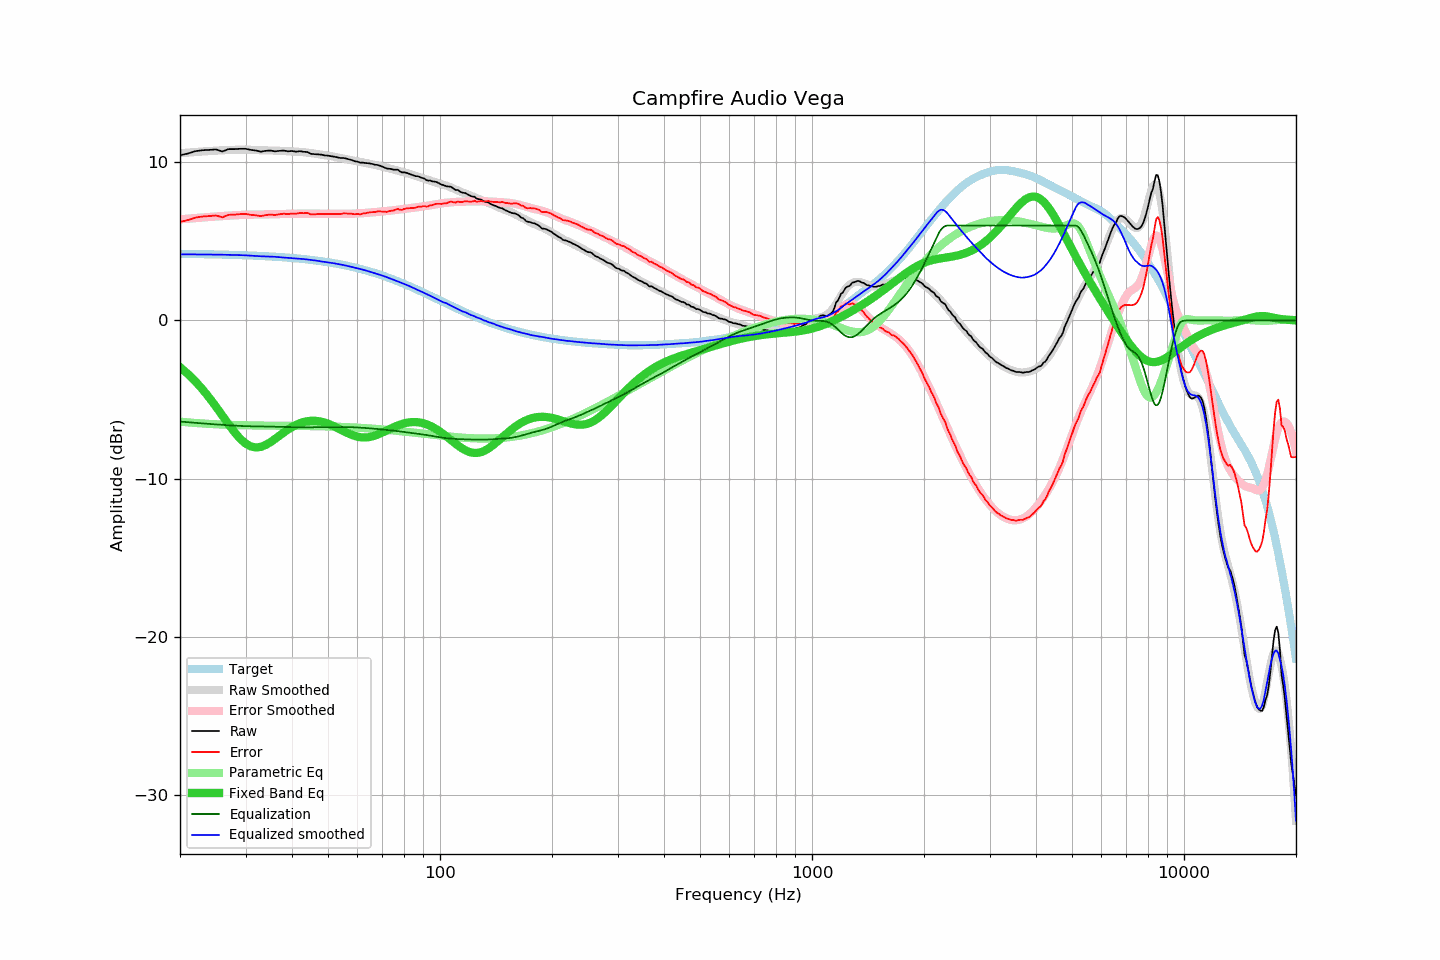 Campfire Audio Vega
Amplitude (dBr)
10
0
−10
−20
−30
Target
Raw Smoothed
Error Smoothed
Raw
Error
Parametric Eq
Fixed Band Eq
Equalization
Equalized smoothed
100 1000 10000
Frequency (Hz)